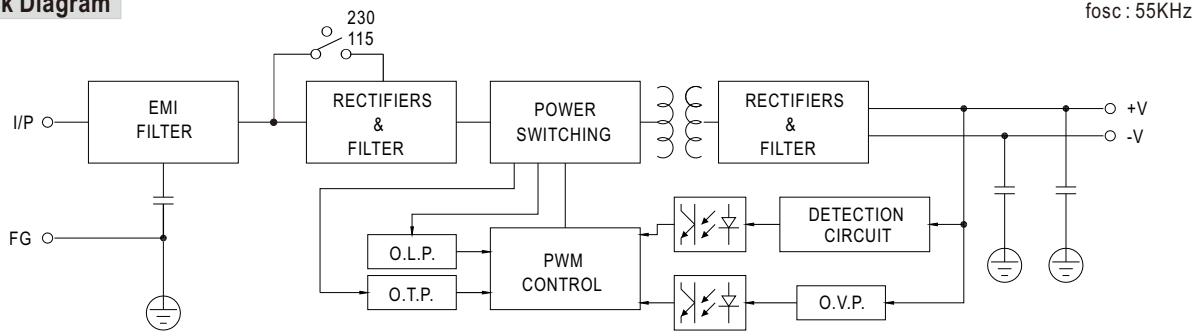 k Diagram
fosc : 55KHz
230
115
I/P
EMI
FILTER
RECTIFIERS
&
FILTER
POWER
SWITCHING
RECTIFIERS
&
FILTER
+V
-V
FG
O.L.P.
O.T.P.
PWM
CONTROL
DETECTION
CIRCUIT
O.V.P.